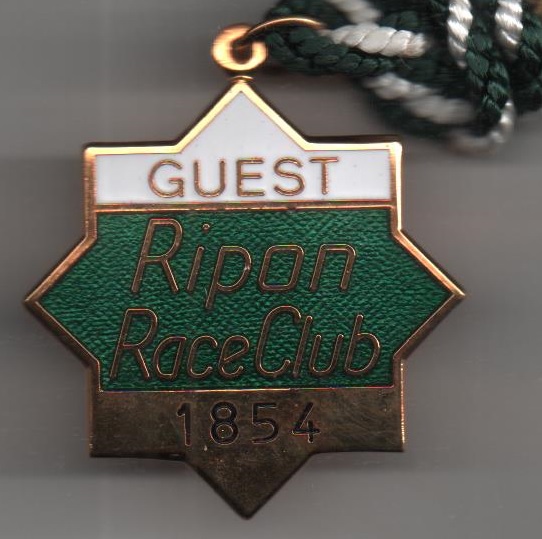 GUEST
Ripon
Race Club
1854